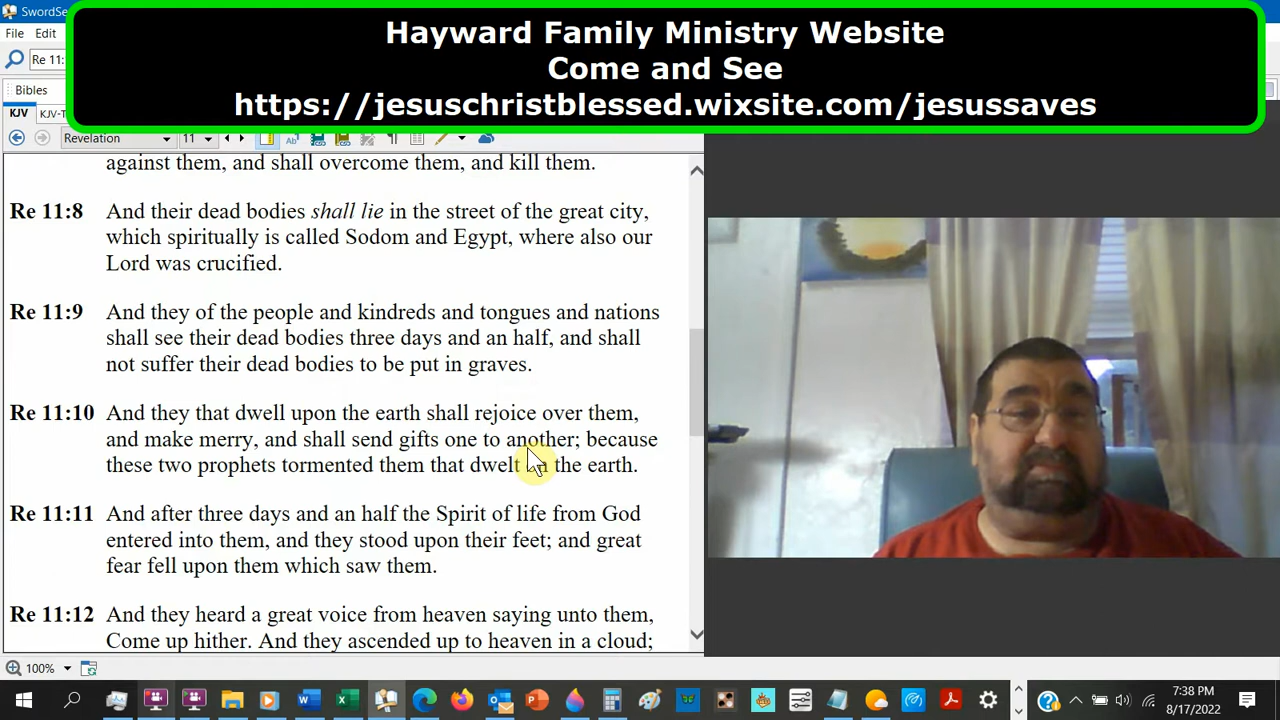 SwordSe
Hayward Family Ministry Website
Come and See
https://jesuschristblessed.wixsite.com/jesussaves
File Edit
Re 11:
Bibles
KJV KJV-T
Revelation 11
against them, and shall overcome them, and kill them.
Re 11:8 And their dead bodies shall lie in the street of the great city,
which spiritually is called Sodom and Egypt, where also our
Lord was crucified.
Re 11:9 And they of the people and kindreds and tongues and nations
shall see their dead bodies three days and an half, and shall
not suffer their dead bodies to be put in graves.
Re 11:10 And they that dwell upon the earth shall rejoice over them,
and make merry, and shall send gifts one to another; because
these two prophets tormented them that dwelt on the earth.
Re 11:11 And after three days and an half the Spirit of life from God
entered into them, and they stood upon their feet; and great
fear fell upon them which saw them.
Re 11:12 And they heard a great voice from heaven saying unto them,
Come up hither. And they ascended up to heaven in a cloud;
100%
7:38 PM
8/17/2022